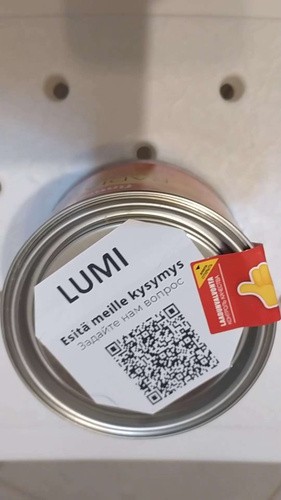 LUMI
Esitä meille kysymys
Задайте нам вопрос
LAADUNVALVONTA